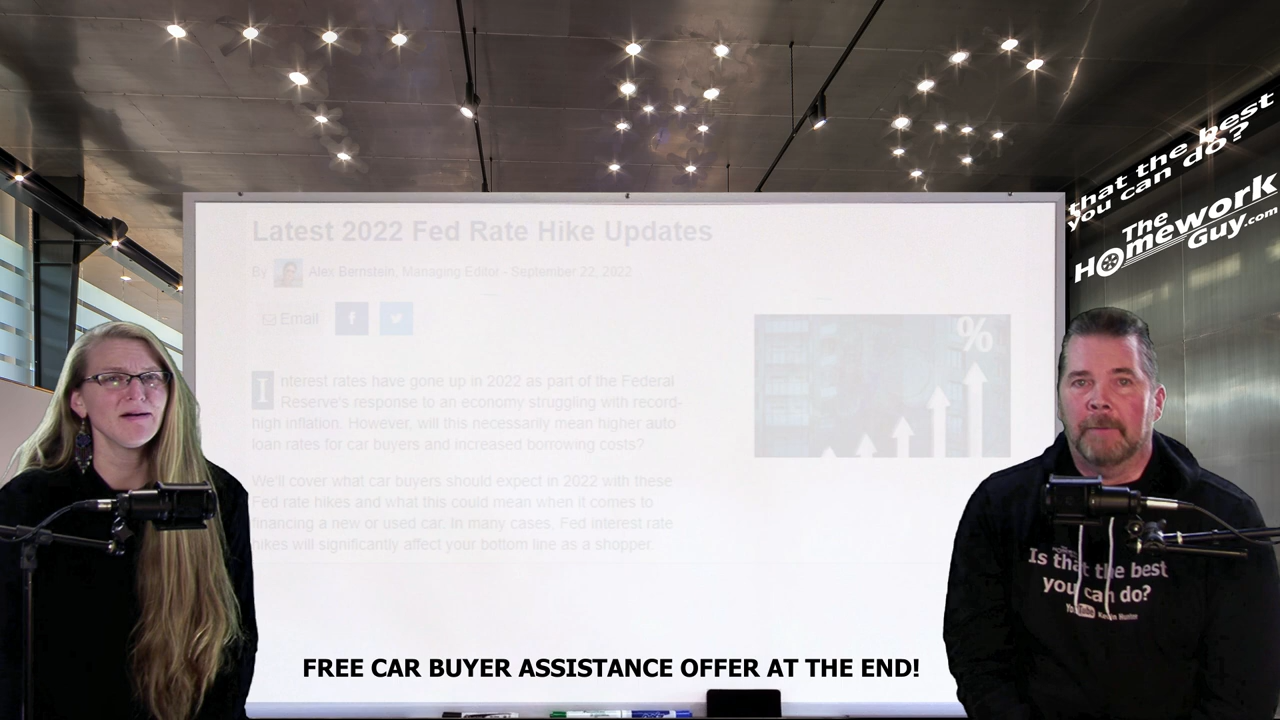 that the best
you can do?
The
Homework
Guy.com
Latest 2022 Fed Rate Hike Updates
By Alex Bernstein, Managing Editor - September 22, 2022
Email
Interest rates have gone up in 2022 as part of the Federal
Reserve's response to an economy struggling with record-
high inflation. However, will this necessarily mean higher auto
loan rates for car buyers and increased borrowing costs?
We'll cover what car buyers should expect in 2022 with these
Fed rate hikes and what this could mean when it comes to
financing a new or used car. In many cases, Fed interest rate
hikes will significantly affect your bottom line as a shopper.
%
Is that the best
you can do?
YouTube Kevin Hunter
FREE CAR BUYER ASSISTANCE OFFER AT THE END!